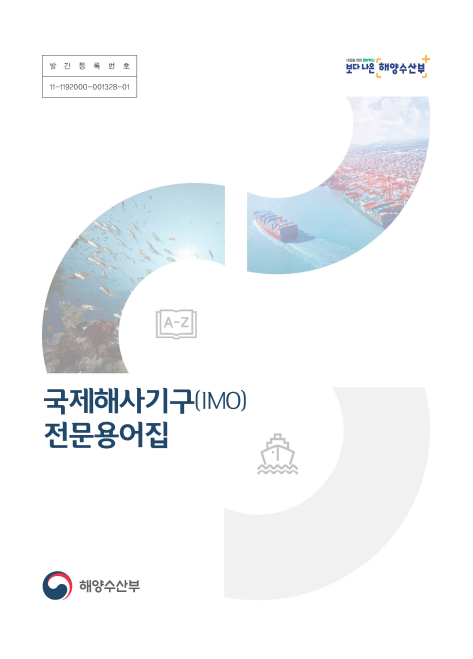 발 간 등 록 번 호
11-1192000-001328-01
보다 나은 해양수산부
A-Z
국제해사기구(IMO)
전문용어집
해양수산부